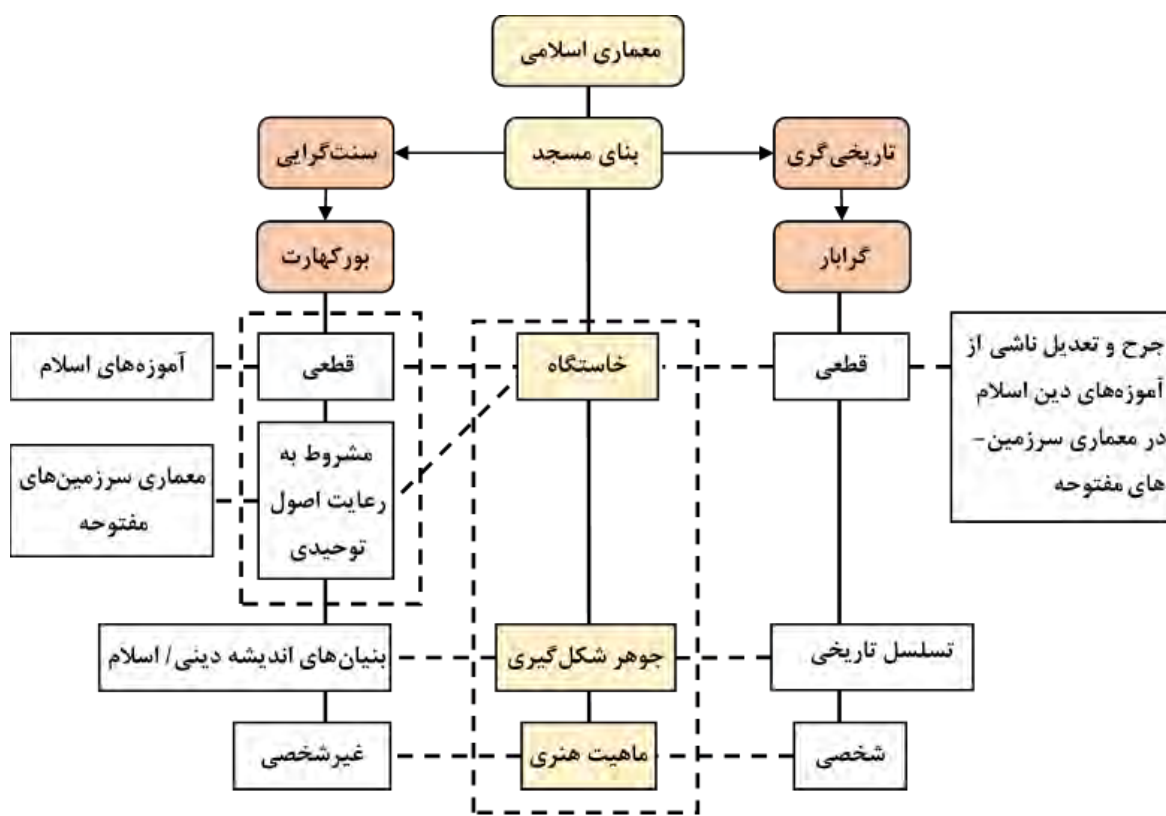 معماری اسلامی
تاریخی‌گری
بنای مسجد
سنت‌گرایی
گرابار
بورکهارت
جرح و تعدیل ناشی از
آموزه‌های دین اسلام
در معماری سرزمین-
های مفتوحه
قطعی
خاستگاه
قطعی
آموزه‌های اسلام
مشروط به
رعایت اصول
توحیدی
معماری سرزمین‌های
مفتوحه
تسلسل تاریخی
جوهر شکل‌گیری
بنیان‌های اندیشه دینی/ اسلام
شخصی
ماهیت هنری
غیرشخصی